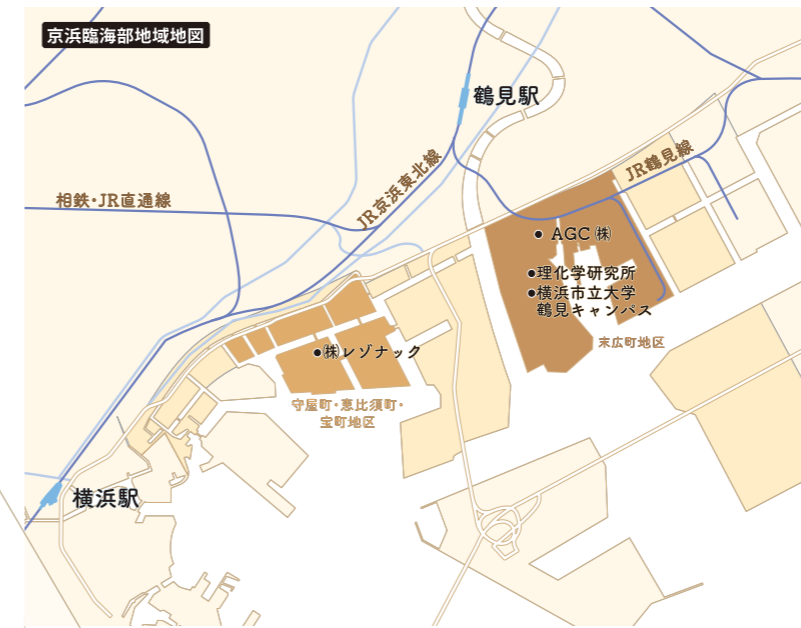 京浜臨海部地域地図
鶴見駅
JR鶴見線
JR京浜東北線
相鉄・JR直通線
● AGC ㈱
●理化学研究所
●横浜市立大学
鶴見キャンパス
末広町地区
●㈱レゾナック
守屋町・恵比須町・
宝町地区
横浜駅